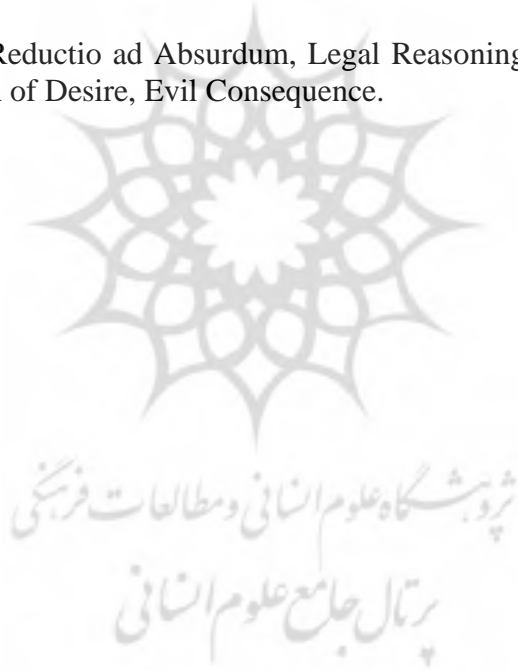 Reductio ad Absurdum, Legal Reasoning
of Desire, Evil Consequence.
پژوهشگاه علوم انسانی و مطالعات فرهنگی
پرتال جامع علوم انسانی